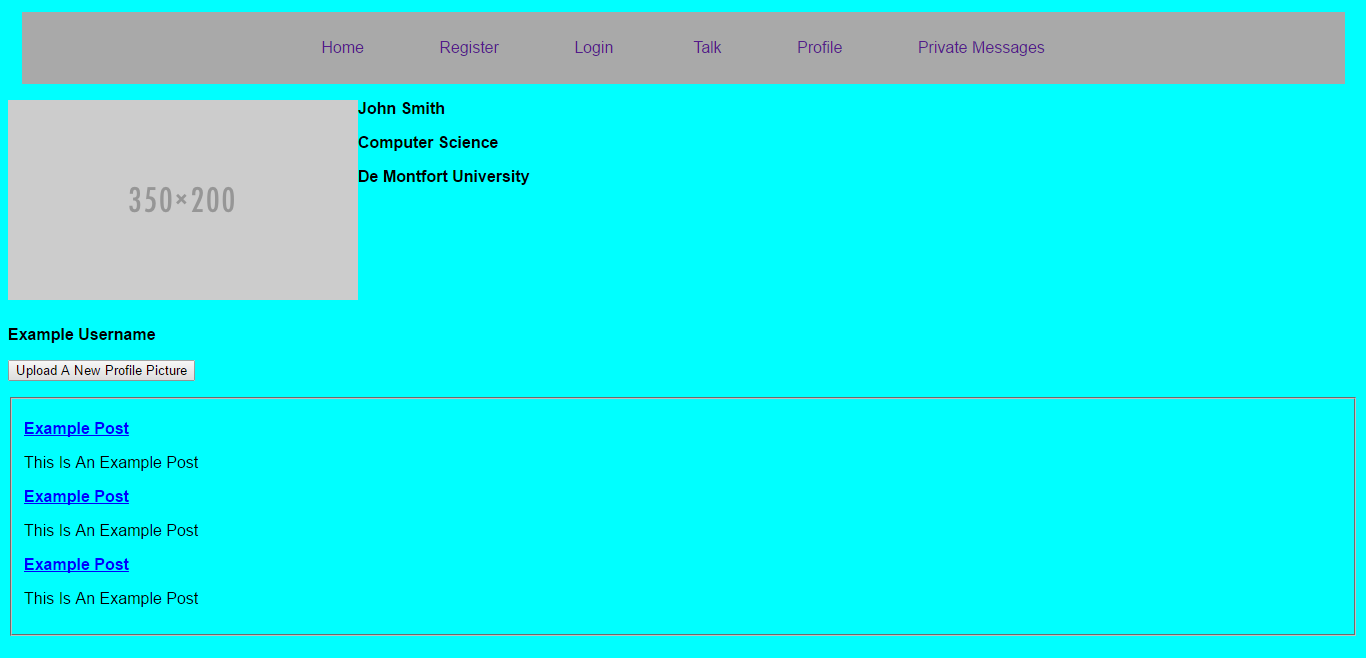 Home Register Login Talk Profile Private Messages
John Smith
Computer Science
De Montfort University
350×200
Example Username
Upload A New Profile Picture
Example Post
This Is An Example Post
Example Post
This Is An Example Post
Example Post
This Is An Example Post